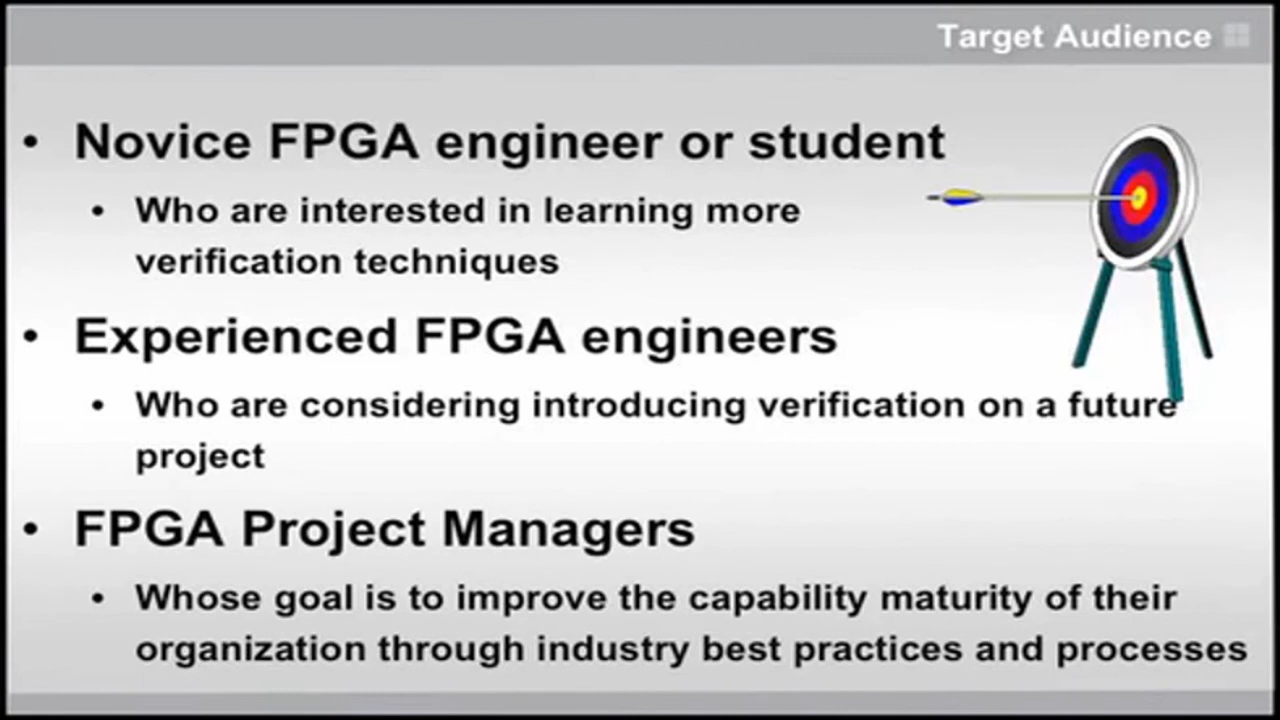 Target Audience
• Novice FPGA engineer or student
• Who are interested in learning more
verification techniques
• Experienced FPGA engineers
• Who are considering introducing verification on a future
project
• FPGA Project Managers
• Whose goal is to improve the capability maturity of their
organization through industry best practices and processes